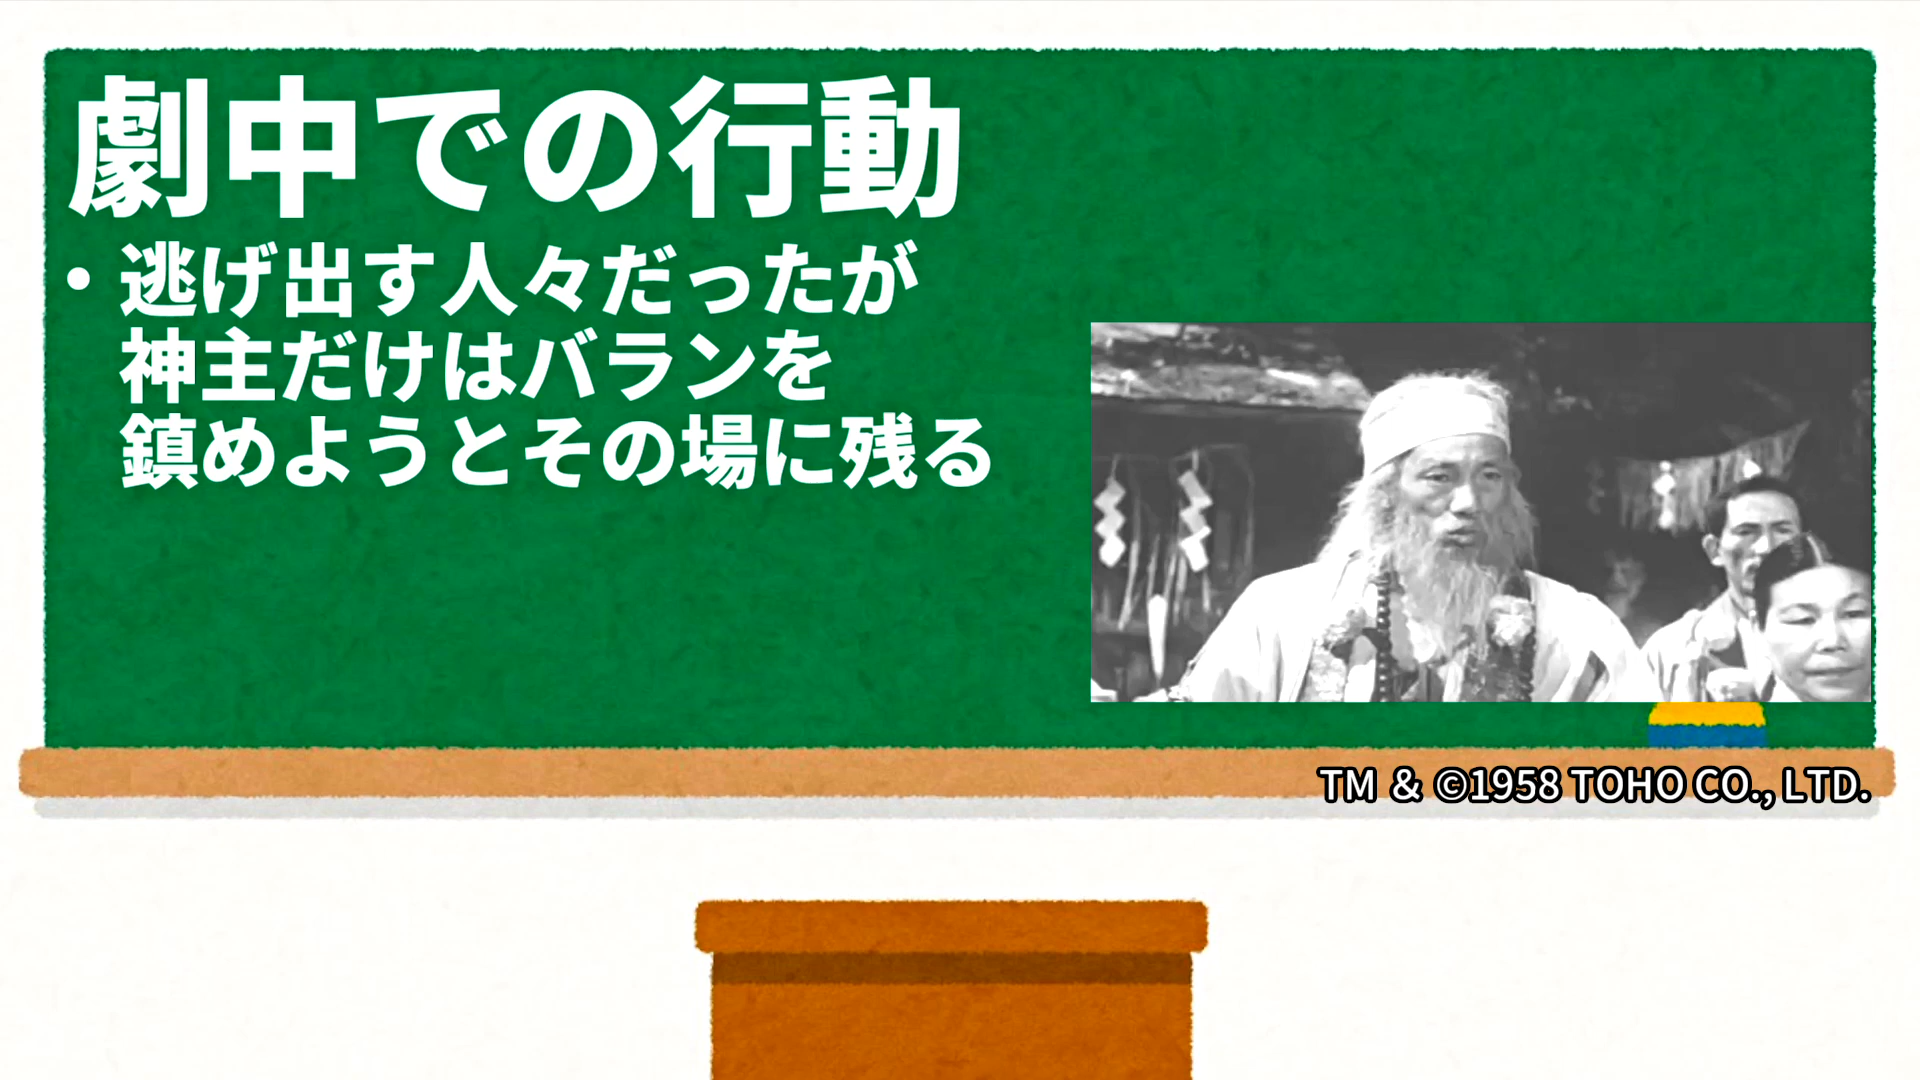 劇中での行動
・逃げ出す人々だったが
神主だけはバランを
鎮めようとその場に残る
TM & ©1958 TOHO CO., LTD.